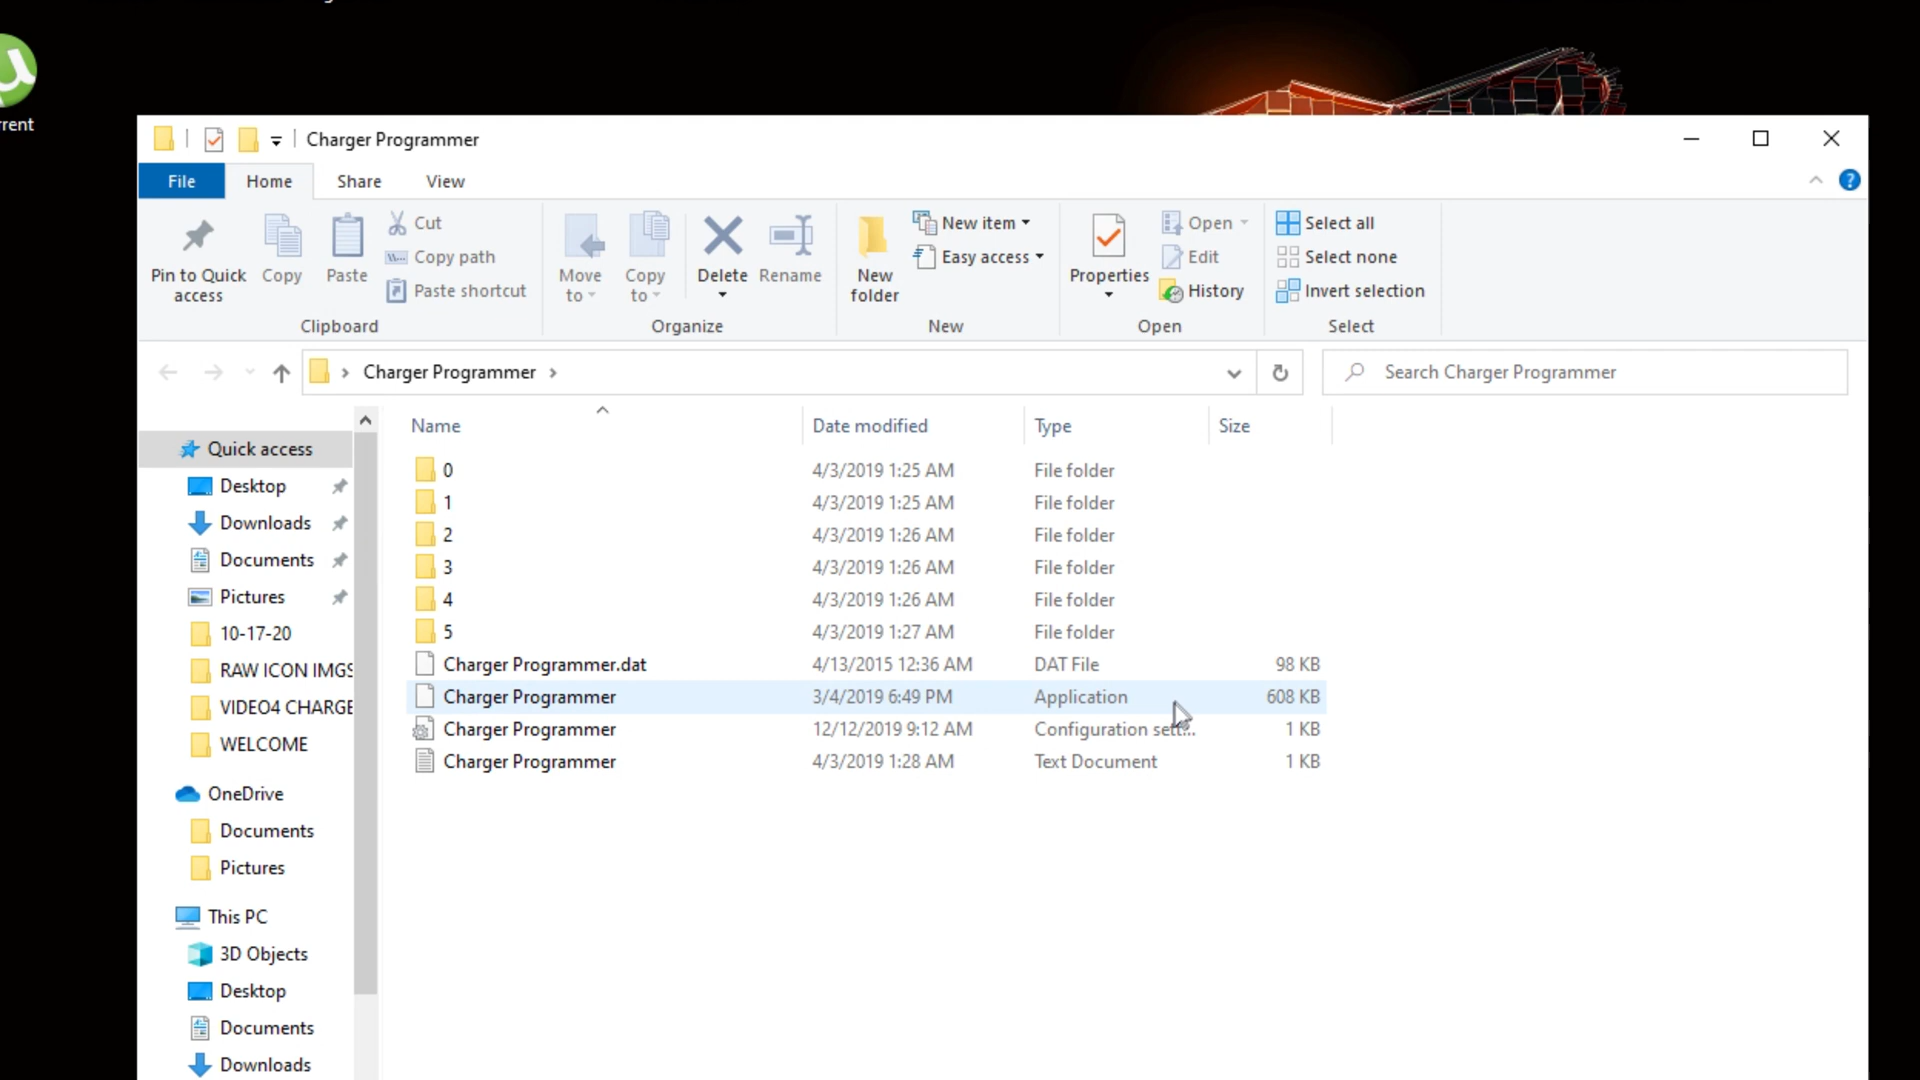 rrent
Charger Programmer
File Home Share View
Pin to Quick access
Copy
Paste
Cut
Copy path
Paste shortcut
Clipboard
Move to
Copy to
Delete
Rename
Organize
New folder
New item
Easy access
New
Properties
Open
Edit
History
Open
Select all
Select none
Invert selection
Select
Charger Programmer
Search Charger Programmer
Name Date modified Type Size
0 4/3/2019 1:25 AM File folder
1 4/3/2019 1:25 AM File folder
2 4/3/2019 1:26 AM File folder
3 4/3/2019 1:26 AM File folder
4 4/3/2019 1:26 AM File folder
5 4/3/2019 1:27 AM File folder
Charger Programmer.dat 4/13/2015 12:36 AM DAT File 98 KB
Charger Programmer 3/4/2019 6:49 PM Application 608 KB
Charger Programmer 12/12/2019 9:12 AM Configuration sett... 1 KB
Charger Programmer 4/3/2019 1:28 AM Text Document 1 KB
Quick access
Desktop
Downloads
Documents
Pictures
10-17-20
RAW ICON IMGS
VIDEO4 CHARGE
WELCOME
OneDrive
Documents
Pictures
This PC
3D Objects
Desktop
Documents
Downloads